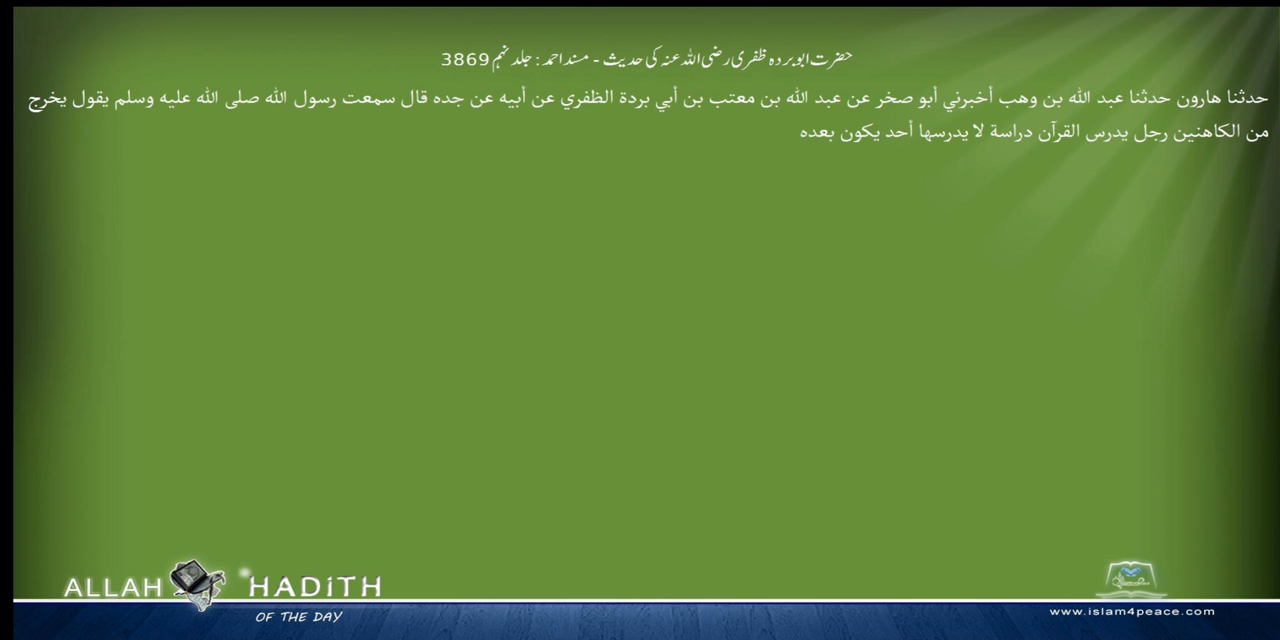 حضرت ابوبردہ ظفری رضی اللہ عنہ کی حدیث - مسند احمد : جلد نہم 3869
حدثنا هارون حدثنا عبد الله بن وهب أخبرني أبو صخر عن عبد الله بن معتب بن أبي بردة الظفري عن أبيه عن جده قال سمعت رسول الله صلى الله عليه وسلم يقول يخرج
من الكاهنين رجل يدرس القرآن دراسة لا يدرسها أحد يكون بعده
ALLAH HADITH
OF THE DAY
www.islam4peace.com